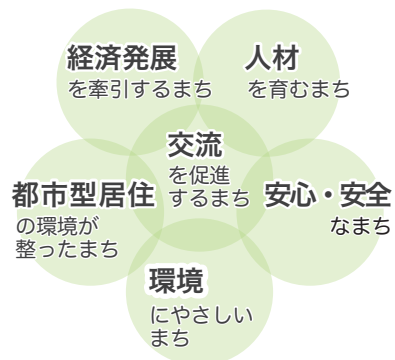 経済発展
を牽引するまち
人材
を育むまち
交流
を促進
するまち
都市型居住
の環境が
整ったまち
安心・安全
なまち
環境
にやさしい
まち